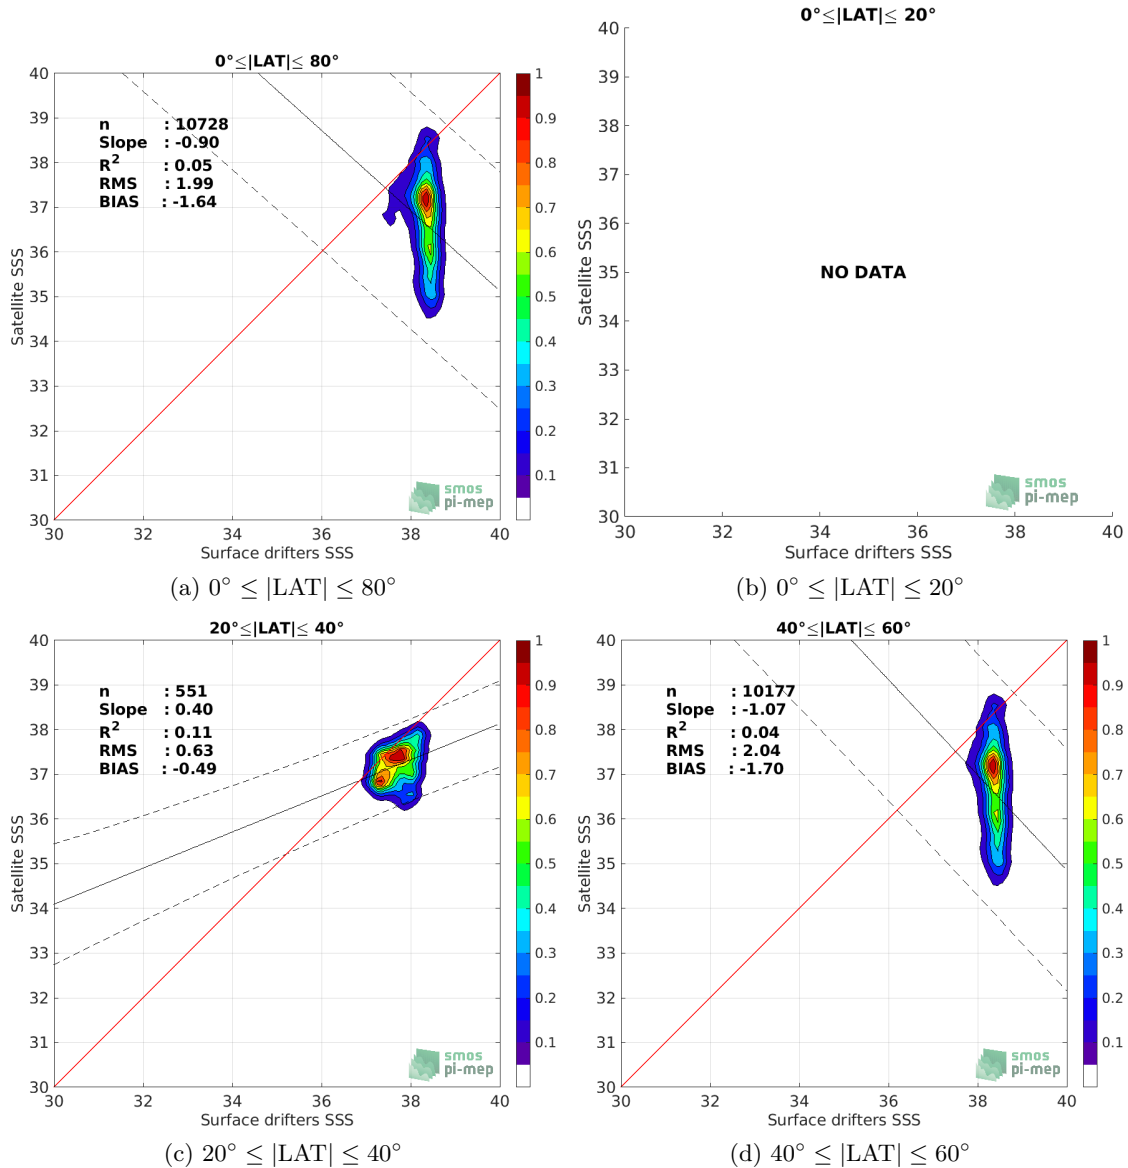 0°≤|LAT|≤ 80°
40
39
38
37
36
35
34
33
32
31
30
Satellite SSS
n : 10728
Slope : -0.90
R2 : 0.05
RMS : 1.99
BIAS : -1.64
smos
pi-mep
30 32 34 36 38 40
Surface drifters SSS
1
0.9
0.8
0.7
0.6
0.5
0.4
0.3
0.2
0.1
(a) 0° ≤ |LAT| ≤ 80°
0°≤|LAT|≤ 20°
40
39
38
37
36
35
34
33
32
31
30
Satellite SSS
NO DATA
smos
pi-mep
30 32 34 36 38 40
Surface drifters SSS
(b) 0° ≤ |LAT| ≤ 20°
20°≤|LAT|≤ 40°
40
39
38
37
36
35
34
33
32
31
30
Satellite SSS
n : 551
Slope : 0.40
R2 : 0.11
RMS : 0.63
BIAS : -0.49
smos
pi-mep
30 32 34 36 38 40
Surface drifters SSS
1
0.9
0.8
0.7
0.6
0.5
0.4
0.3
0.2
0.1
(c) 20° ≤ |LAT| ≤ 40°
40°≤|LAT|≤ 60°
40
39
38
37
36
35
34
33
32
31
30
Satellite SSS
n : 10177
Slope : -1.07
R2 : 0.04
RMS : 2.04
BIAS : -1.70
smos
pi-mep
30 32 34 36 38 40
Surface drifters SSS
1
0.9
0.8
0.7
0.6
0.5
0.4
0.3
0.2
0.1
(d) 40° ≤ |LAT| ≤ 60°